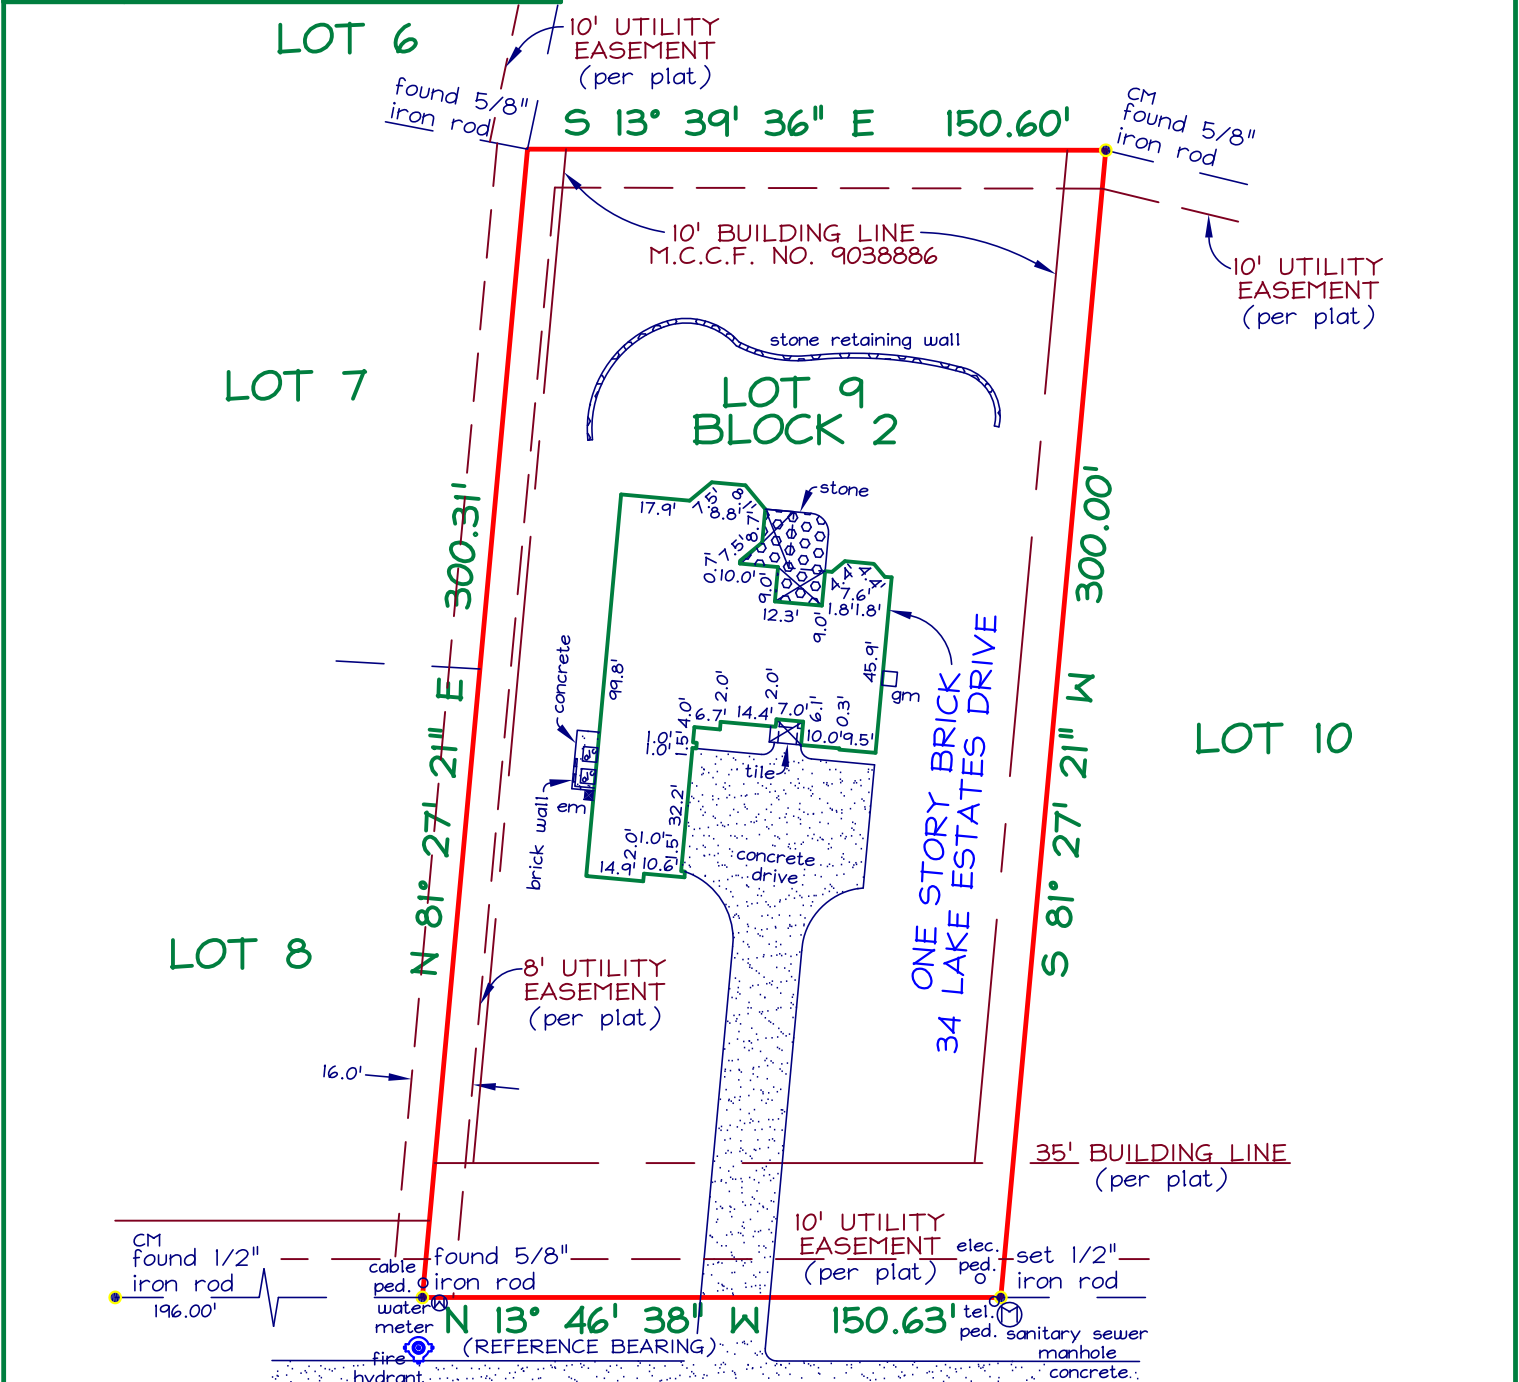 LOT 6
10' UTILITY
EASEMENT
(per plat)
found 5/8"
iron rod
S 13° 39' 36" E 150.60'
CM
found 5/8"
iron rod
10' BUILDING LINE
M.C.C.F. NO. 9038886
10' UTILITY
EASEMENT
(per plat)
stone retaining wall
LOT 7
LOT 9
BLOCK 2
stone
17.9'
7.5'
8.8'
8.1'
8.7'
7.5'
0.7'
10.0'
9.0'
12.3'
9.0'
4.4'
4.4'
7.6'
1.8'
1.8'
45.9'
gm
99.8'
concrete
brick wall
em
1.0'
1.0'
1.5'
4.0'
6.7'
2.0'
14.4'
2.0'
7.0'
6.1'
0.3'
10.0'
9.5'
tile
32.2'
2.0'
1.0'
1.5'
14.9'
10.6'
concrete
drive
ONE STORY BRICK
34 LAKE ESTATES DRIVE
N 81° 27' 21" E 300.31'
S 81° 27' 21" W 300.00'
LOT 10
LOT 8
8' UTILITY
EASEMENT
(per plat)
16.0'
35' BUILDING LINE
(per plat)
10' UTILITY
EASEMENT
(per plat)
CM
found 1/2"
iron rod
196.00'
cable
ped.
found 5/8"
iron rod
water
meter
W
elec.
ped.
set 1/2"
iron rod
N 13° 46' 38" W 150.63'
(REFERENCE BEARING)
tel.
ped.
M
sanitary sewer
manhole
fire
hydrant
concrete